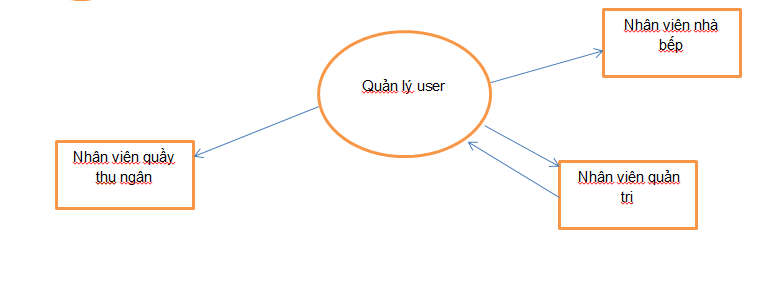 Nhân viên nhà
bếp
Quản lý user
Nhân viên quầy
thu ngân
Nhân viên quản
trị